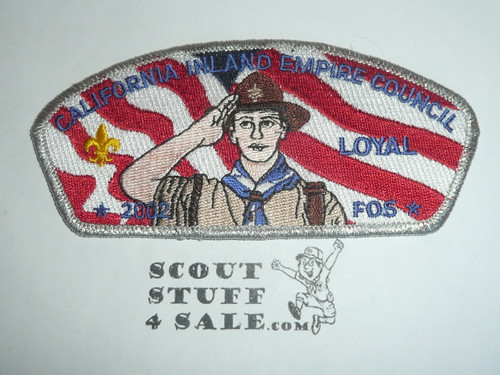 CALIFORNIA INLAND EMPIRE COUNCIL
LOYAL
★ 2002 FOS ★
SCOUT
STUFF
4 SALE.COM